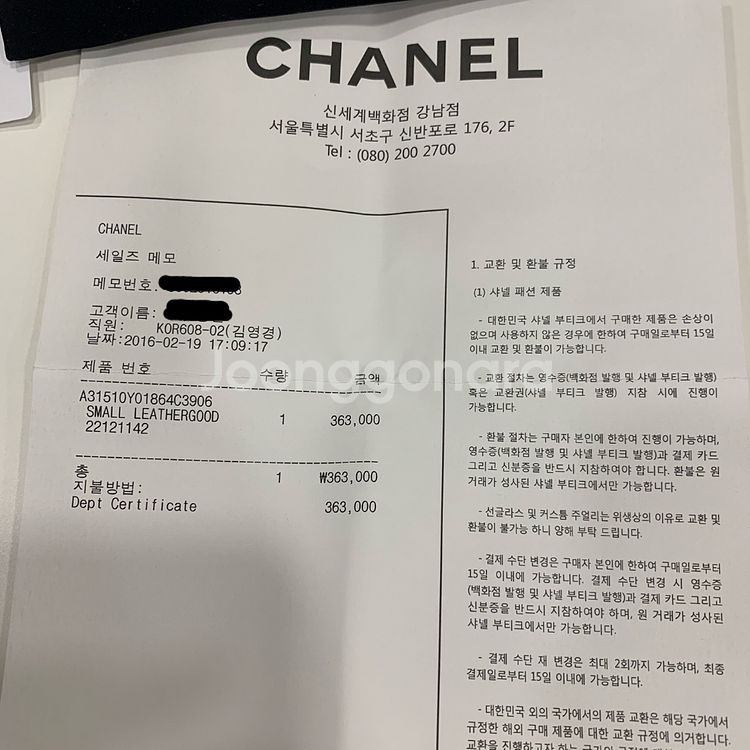 CHANEL
신세계백화점 강남점
서울특별시 서초구 신반포로 176, 2F
Tel : (080) 200 2700
CHANEL
세일즈 메모
메모번호:
고객이름:
직원: KOR608-02(김영경)
날짜:2016-02-19 17:09:17
제품 번호 수량 금액
A31510Y01864C3906
SMALL LEATHERGOOD 1 363,000
22121142
총 1 ₩363,000
지불방법:
Dept Certificate 363,000
1. 교환 및 환불 규정
(1) 샤넬 패션 제품
- 대한민국 샤넬 부티크에서 구매한 제품은 손상이
없으며 사용하지 않은 경우에 한하여 구매일로부터 15일
이내 교환 및 환불이 가능합니다.
- 교환 절차는 영수증(백화점 발행 및 샤넬 부티크 발행)
혹은 교환권(샤넬 부티크 발행) 지참 시에 진행이
가능합니다.
- 환불 절차는 구매자 본인에 한하여 진행이 가능하며,
영수증(백화점 발행 및 샤넬 부티크 발행)과 결제 카드
그리고 신분증을 반드시 지참하여야 합니다. 환불은 원
거래가 성사된 샤넬 부티크에서만 가능합니다.
- 선글라스 및 커스튬 주얼리는 위생상의 이유로 교환 및
환불이 불가능 하니 양해 부탁 드립니다.
- 결제 수단 변경은 구매자 본인에 한하여 구매일로부터
15일 이내에 가능합니다. 결제 수단 변경 시 영수증
(백화점 발행 및 샤넬 부티크 발행)과 결제 카드 그리고
신분증을 반드시 지참하여야 하며, 원 거래가 성사된
샤넬 부티크에서만 가능합니다.
- 결제 수단 재 변경은 최대 2회까지 가능하며, 최종
결제일로부터 15일 이내에 가능합니다.
- 대한민국 외의 국가에서의 제품 교환은 해당 국가에서
규정한 해외 구매 제품에 대한 교환 규정에 의거합니다.
Joonggonara